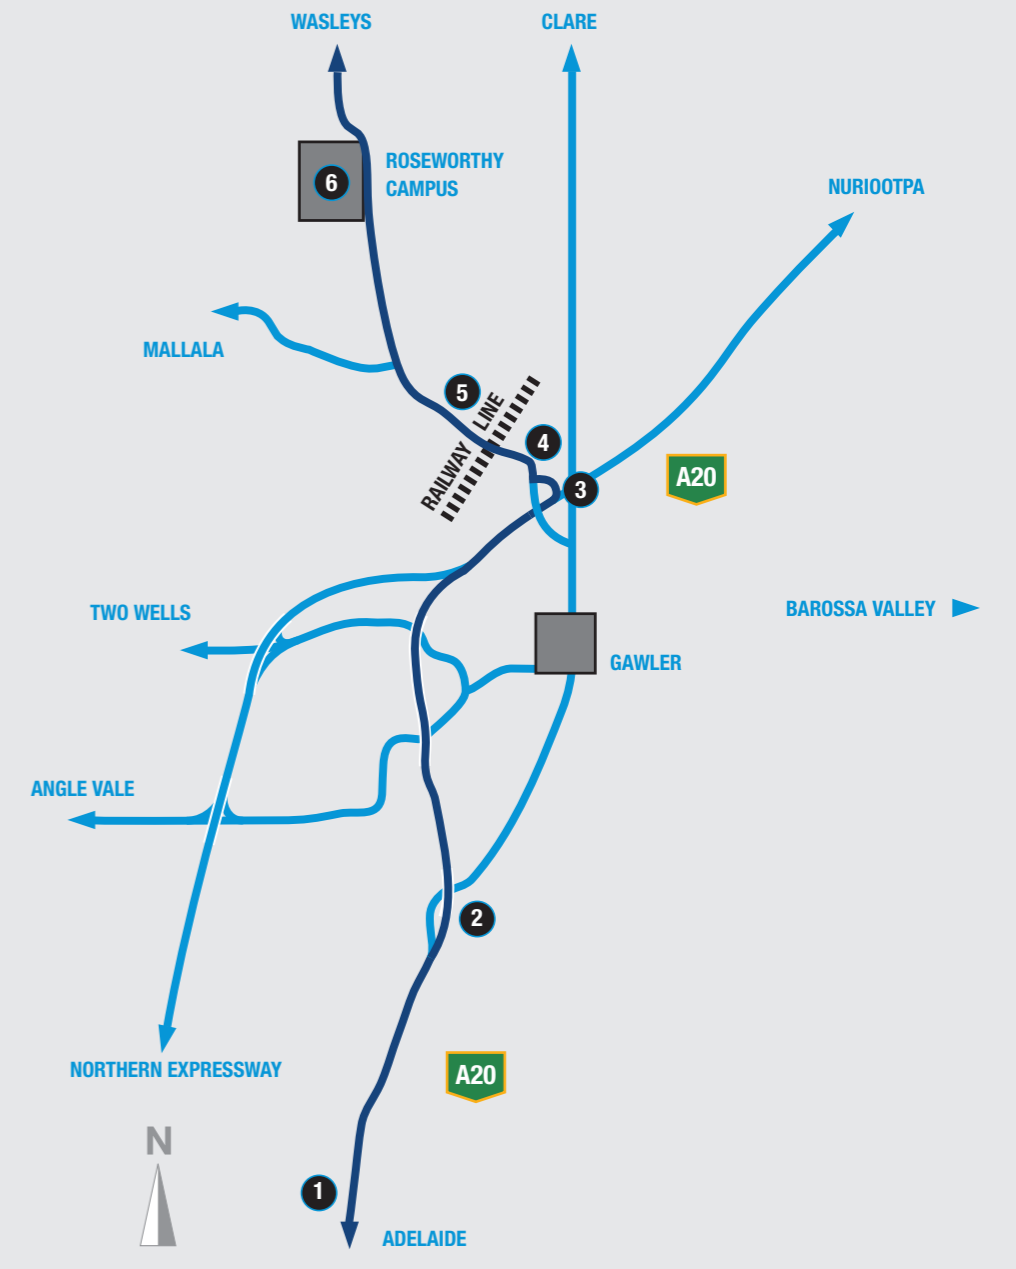 WASLEYS
CLARE
ROSEWORTHY
CAMPUS
6
NURIOOTPA
MALLALA
5
RAILWAY LINE
4
3
A20
TWO WELLS
BAROSSA VALLEY
GAWLER
ANGLE VALE
2
NORTHERN EXPRESSWAY
A20
N
1
ADELAIDE